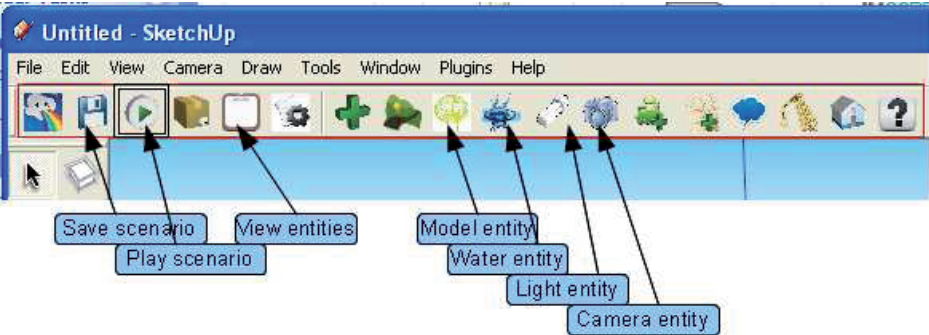 Untitled - SketchUp
File Edit View Camera Draw Tools Window Plugins Help
?
Save scenario View entities Model entity
Play scenario Water entity
Light entity
Camera entity